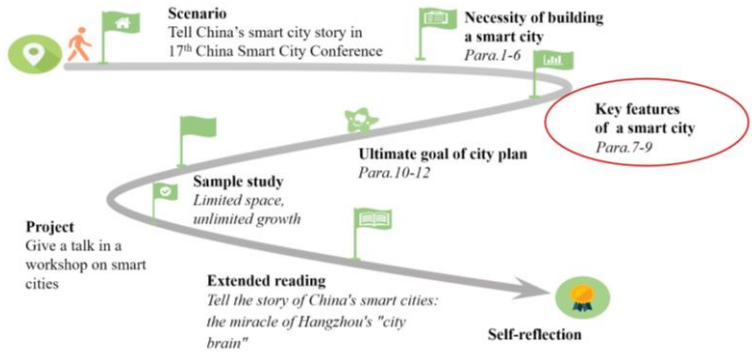 Scenario
Tell China's smart city story in
17th China Smart City Conference
Necessity of building
a smart city
Para.1-6
Key features
of a smart city
Para.7-9
Ultimate goal of city plan
Para.10-12
Sample study
Limited space,
unlimited growth
Project
Give a talk in a
workshop on smart
cities
Extended reading
Tell the story of China's smart cities:
the miracle of Hangzhou's "city
brain"
Self-reflection